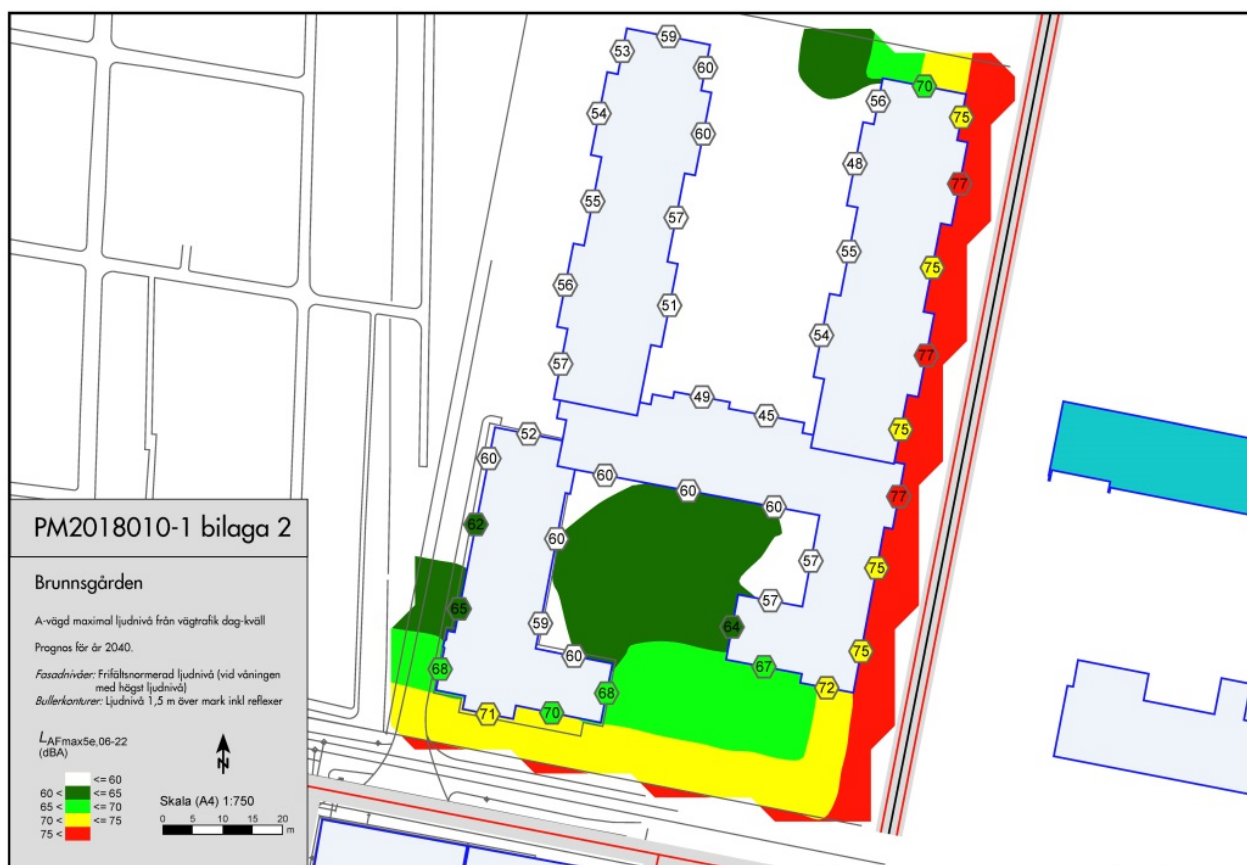 59
53
60
54
60
55
57
56
51
57
70
56
75
48
77
55
75
54
77
49
45
75
52
60
60
60
60
77
62
60
57
75
65
57
59
64
60
67
75
68
68
72
71
70
PM2018010-1 bilaga 2
Brunnsgården
A-vägd maximal ljudnivå från vägtrafik dag-kväll
Prognos för år 2040.
Fasadnivåer: Frifältsnormerad ljudnivå (vid våningen
med högst ljudnivå)
Bullerkonturer: Ljudnivå 1,5 m över mark inkl reflexer
LAFmax5e,06-22
(dBA)
<= 60
60 < <= 65
65 < <= 70
70 < <= 75
75 <
N
Skala (A4) 1:750
0 5 10 15 20
m